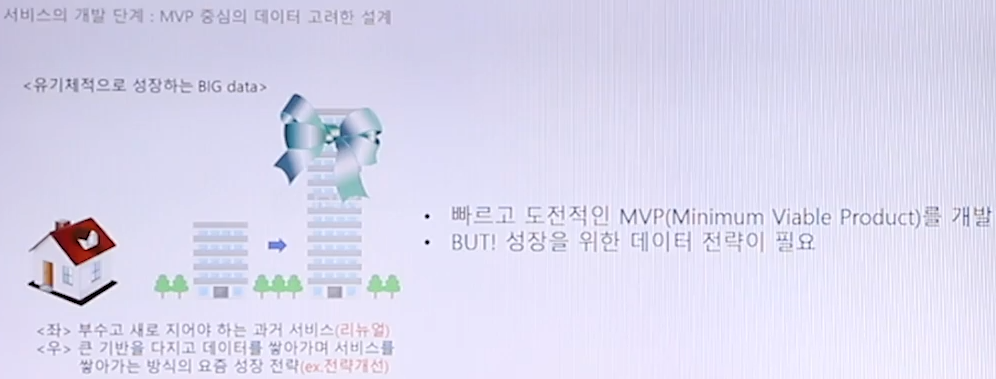 서비스의 개발 단계 : MVP 중심의 데이터 고려한 설계
<유기체적으로 성장하는 BIG data>
• 빠르고 도전적인 MVP(Minimum Viable Product)를 개발
• BUT! 성장을 위한 데이터 전략이 필요
<좌> 부수고 새로 지어야 하는 과거 서비스(리뉴얼)
<우> 큰 기반을 다지고 데이터를 쌓아가며 서비스를
쌓아가는 방식의 요즘 성장 전략(ex.전략개선)